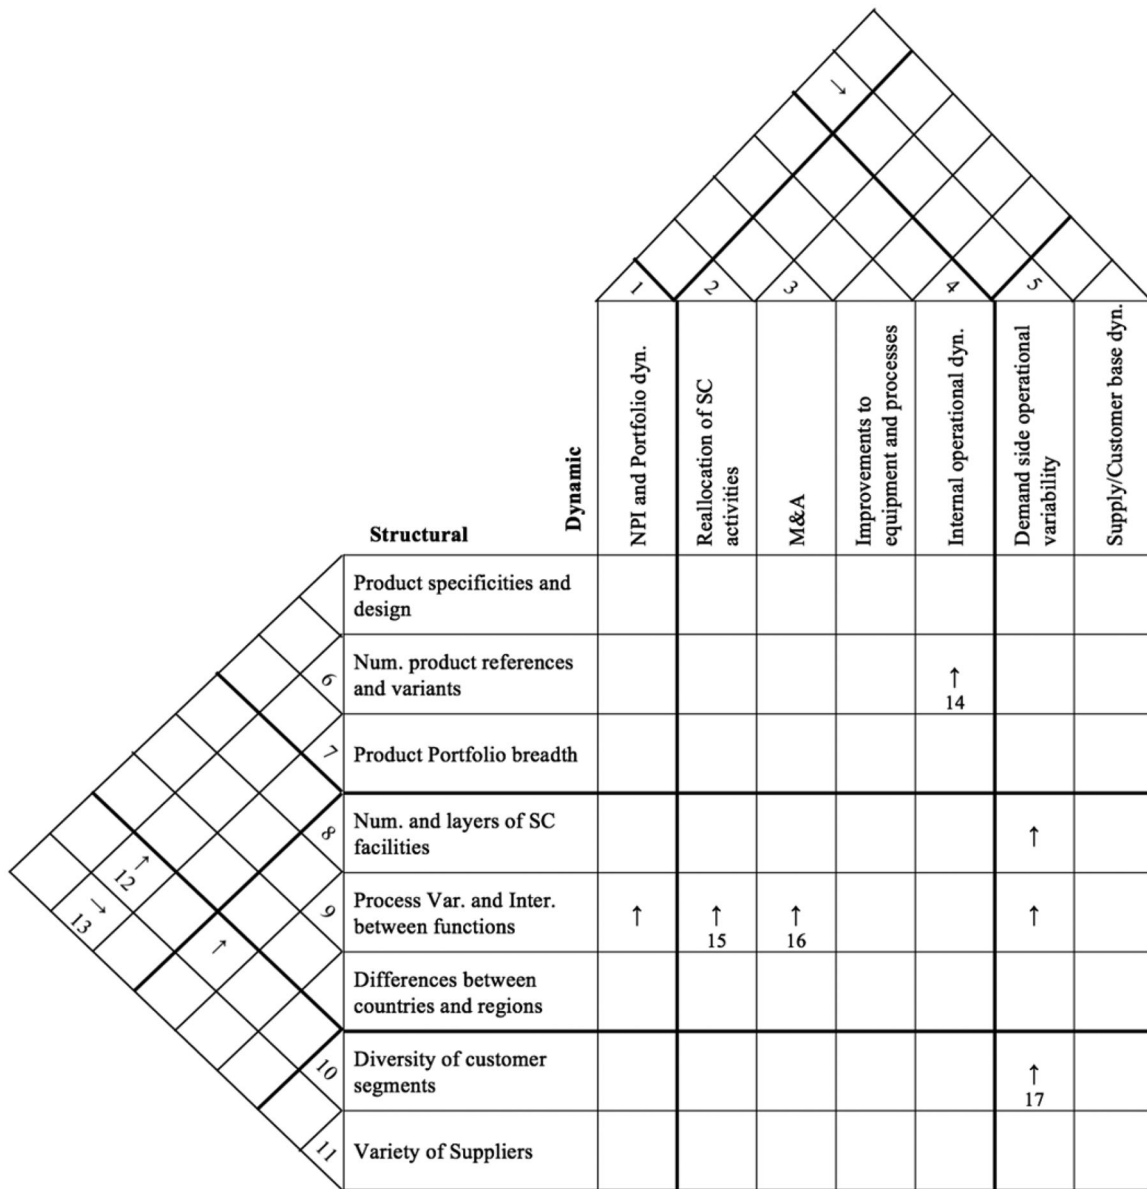 →
1
2
3
4
5
Dynamic
NPI and Portfolio dyn.
Reallocation of SC
activities
M&A
Improvements to
equipment and processes
Internal operational dyn.
Demand side operational
variability
Supply/Customer base dyn.
Structural
Product specificities and
design
6
Num. product references
and variants
↑
14
7
Product Portfolio breadth
8
Num. and layers of SC
facilities
↑
↑
12
→
13
↑
9
Process Var. and Inter.
between functions
↑
↑
15
↑
16
↑
Differences between
countries and regions
10
Diversity of customer
segments
↑
17
11
Variety of Suppliers